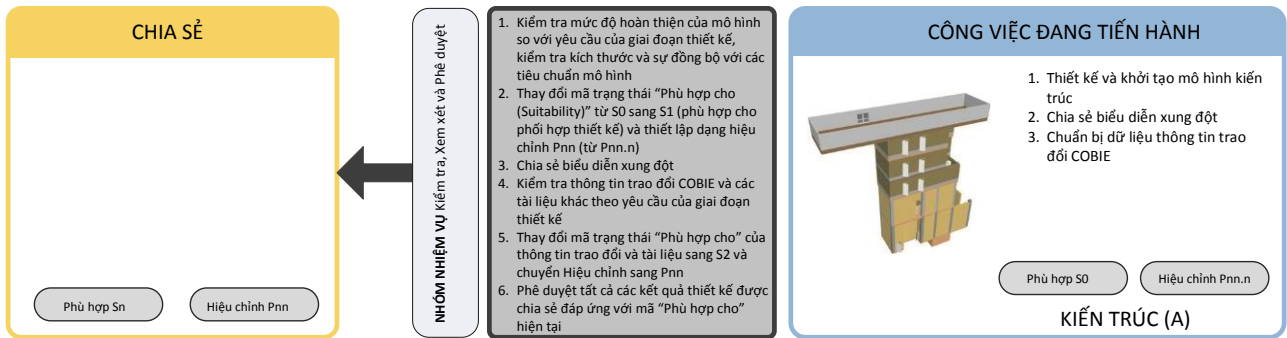 CHIA SẺ
Phù hợp Sn
Hiệu chỉnh Pnn
NHÓM NHIỆM VỤ Kiểm tra, Xem xét và Phê duyệt
1. Kiểm tra mức độ hoàn thiện của mô hình
so với yêu cầu của giai đoạn thiết kế,
kiểm tra kích thước và sự đồng bộ với các
tiêu chuẩn mô hình
2. Thay đổi mã trạng thái “Phù hợp cho
(Suitability)” từ S0 sang S1 (phù hợp cho
phối hợp thiết kế) và thiết lập dạng hiệu
chỉnh Pnn (từ Pnn.n)
3. Chia sẻ biểu diễn xung đột
4. Kiểm tra thông tin trao đổi COBIE và các
tài liệu khác theo yêu cầu của giai đoạn
thiết kế
5. Thay đổi mã trạng thái “Phù hợp cho” của
thông tin trao đổi và tài liệu sang S2 và
chuyển Hiệu chỉnh sang Pnn
6. Phê duyệt tất cả các kết quả thiết kế được
chia sẻ đáp ứng với mã “Phù hợp cho”
hiện tại
CÔNG VIỆC ĐANG TIẾN HÀNH
1. Thiết kế và khởi tạo mô hình kiến
trúc
2. Chia sẻ biểu diễn xung đột
3. Chuẩn bị dữ liệu thông tin trao
đổi COBIE
Phù hợp S0
Hiệu chỉnh Pnn.n
KIẾN TRÚC (A)